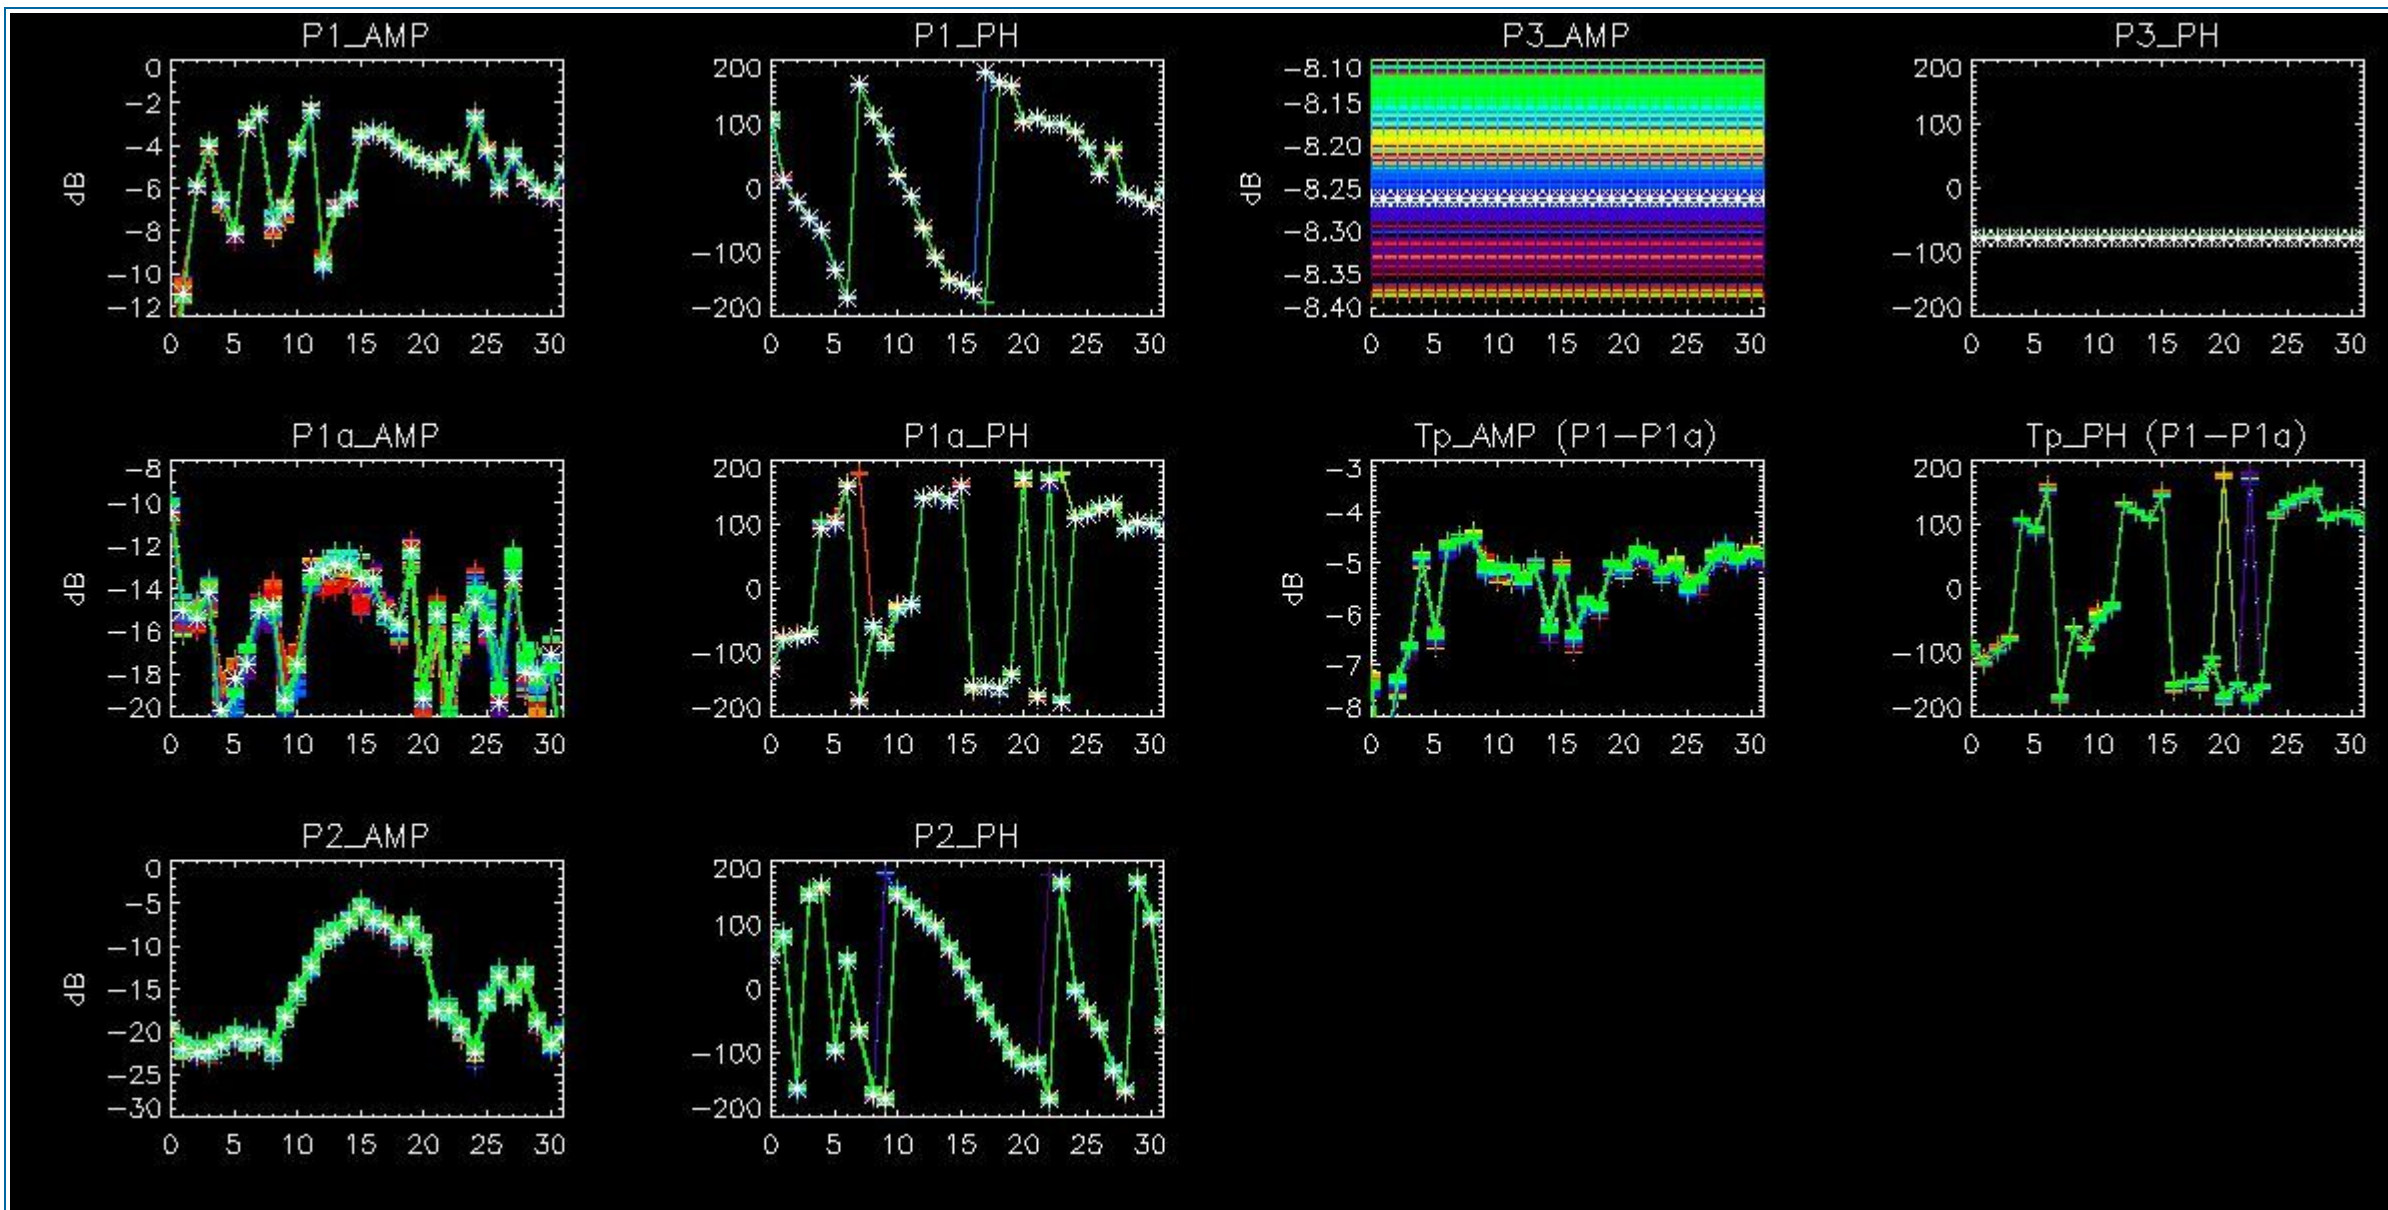 P1_AMP
dB
0
−2
−4
−6
−8
−10
−12
0 5 10 15 20 25 30
P1_PH
200
100
0
−100
−200
0 5 10 15 20 25 30
P3_AMP
dB
−8.10
−8.15
−8.20
−8.25
−8.30
−8.35
−8.40
0 5 10 15 20 25 30
P3_PH
200
100
0
−100
−200
0 5 10 15 20 25 30
P1a_AMP
dB
−8
−10
−12
−14
−16
−18
−20
0 5 10 15 20 25 30
P1a_PH
200
100
0
−100
−200
0 5 10 15 20 25 30
Tp_AMP (P1−P1a)
dB
−3
−4
−5
−6
−7
−8
0 5 10 15 20 25 30
Tp_PH (P1−P1a)
200
100
0
−100
−200
0 5 10 15 20 25 30
P2_AMP
dB
0
−5
−10
−15
−20
−25
−30
0 5 10 15 20 25 30
P2_PH
200
100
0
−100
−200
0 5 10 15 20 25 30